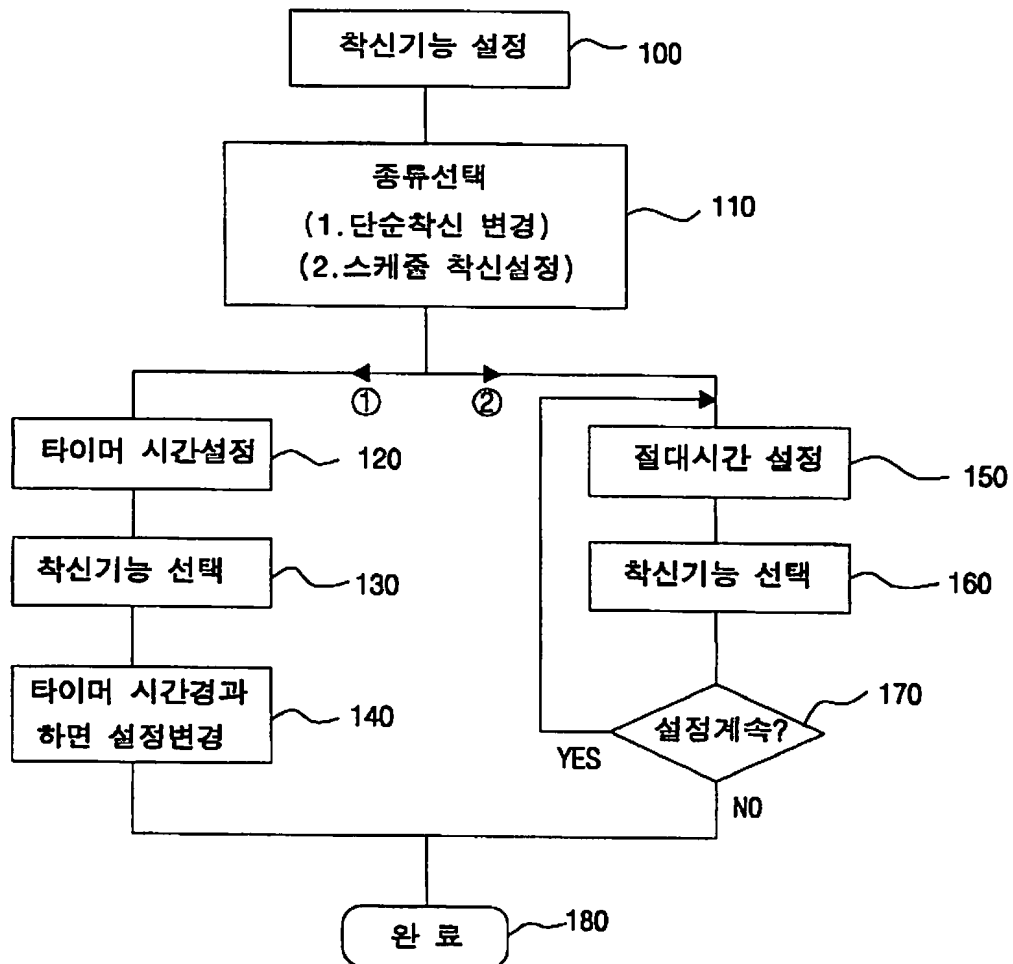 착신기능 설정
100
종류선택
(1.단순착신 변경)
(2.스케줄 착신설정)
110
① ②
타이머 시간설정
120
착신기능 선택
130
타이머 시간경과
하면 설정변경
140
절대시간 설정
150
착신기능 선택
160
설정계속?
170
YES
NO
완 료
180